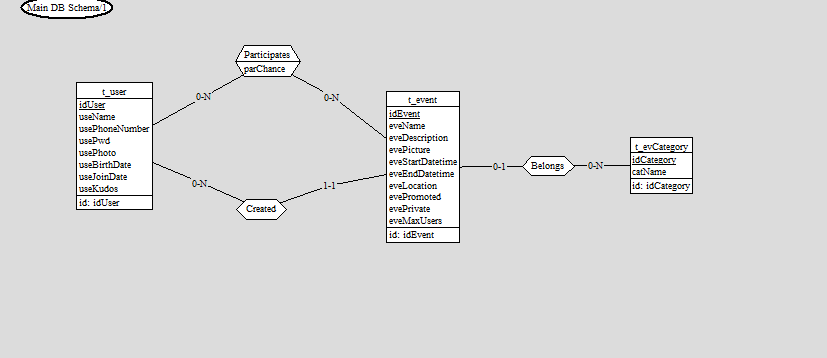 Main DB Schema/1
Participates
parChance
t_user
idUser
useName
usePhoneNumber
usePwd
usePhoto
useBirthDate
useJoinDate
useKudos
id: idUser
0-N
0-N
0-N
1-1
Created
t_event
idEvent
eveName
eveDescription
evePicture
eveStartDatetime
eveEndDatetime
eveLocation
evePromoted
evePrivate
eveMaxUsers
id: idEvent
0-1
Belongs
0-N
t_evCategory
idCategory
catName
id: idCategory